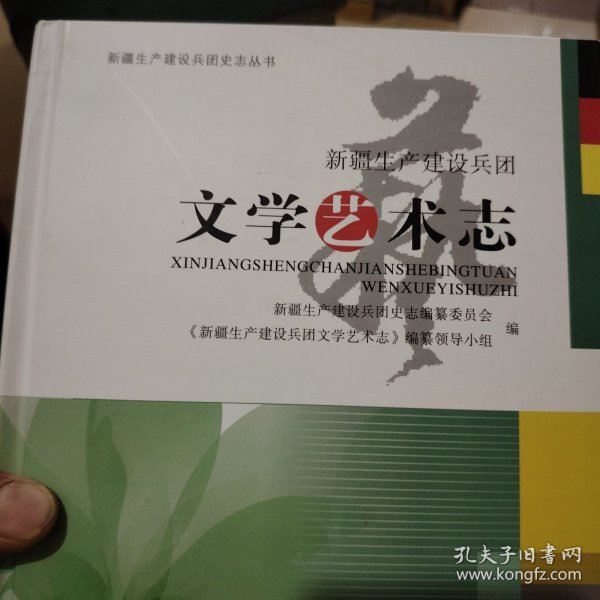 新疆生产建设兵团史志丛书
新疆生产建设兵团
文学艺术志
XINJIANGSHENGCHANJIANSHEBINGTUAN
WENXUEYISHUZHI
新疆生产建设兵团史志编纂委员会
《新疆生产建设兵团文学艺术志》编纂领导小组
编
孔夫子旧书网
www.kongfz.com